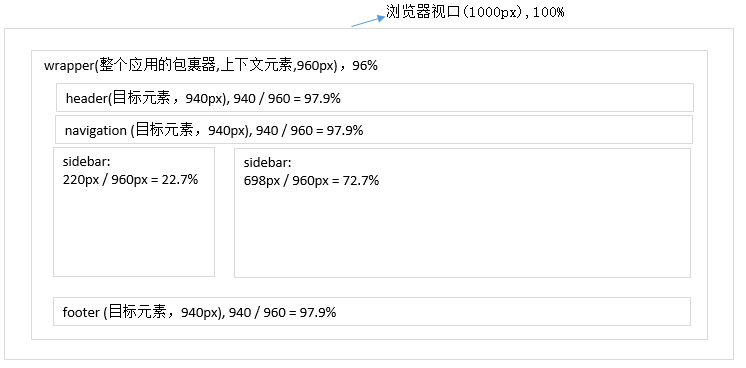 浏览器视口(1000px),100%
wrapper(整个应用的包裹器,上下文元素,960px)，96%
header(目标元素，940px), 940 / 960 = 97.9%
navigation (目标元素，940px), 940 / 960 = 97.9%
sidebar:
220px / 960px = 22.7%
sidebar:
698px / 960px = 72.7%
footer (目标元素，940px), 940 / 960 = 97.9%